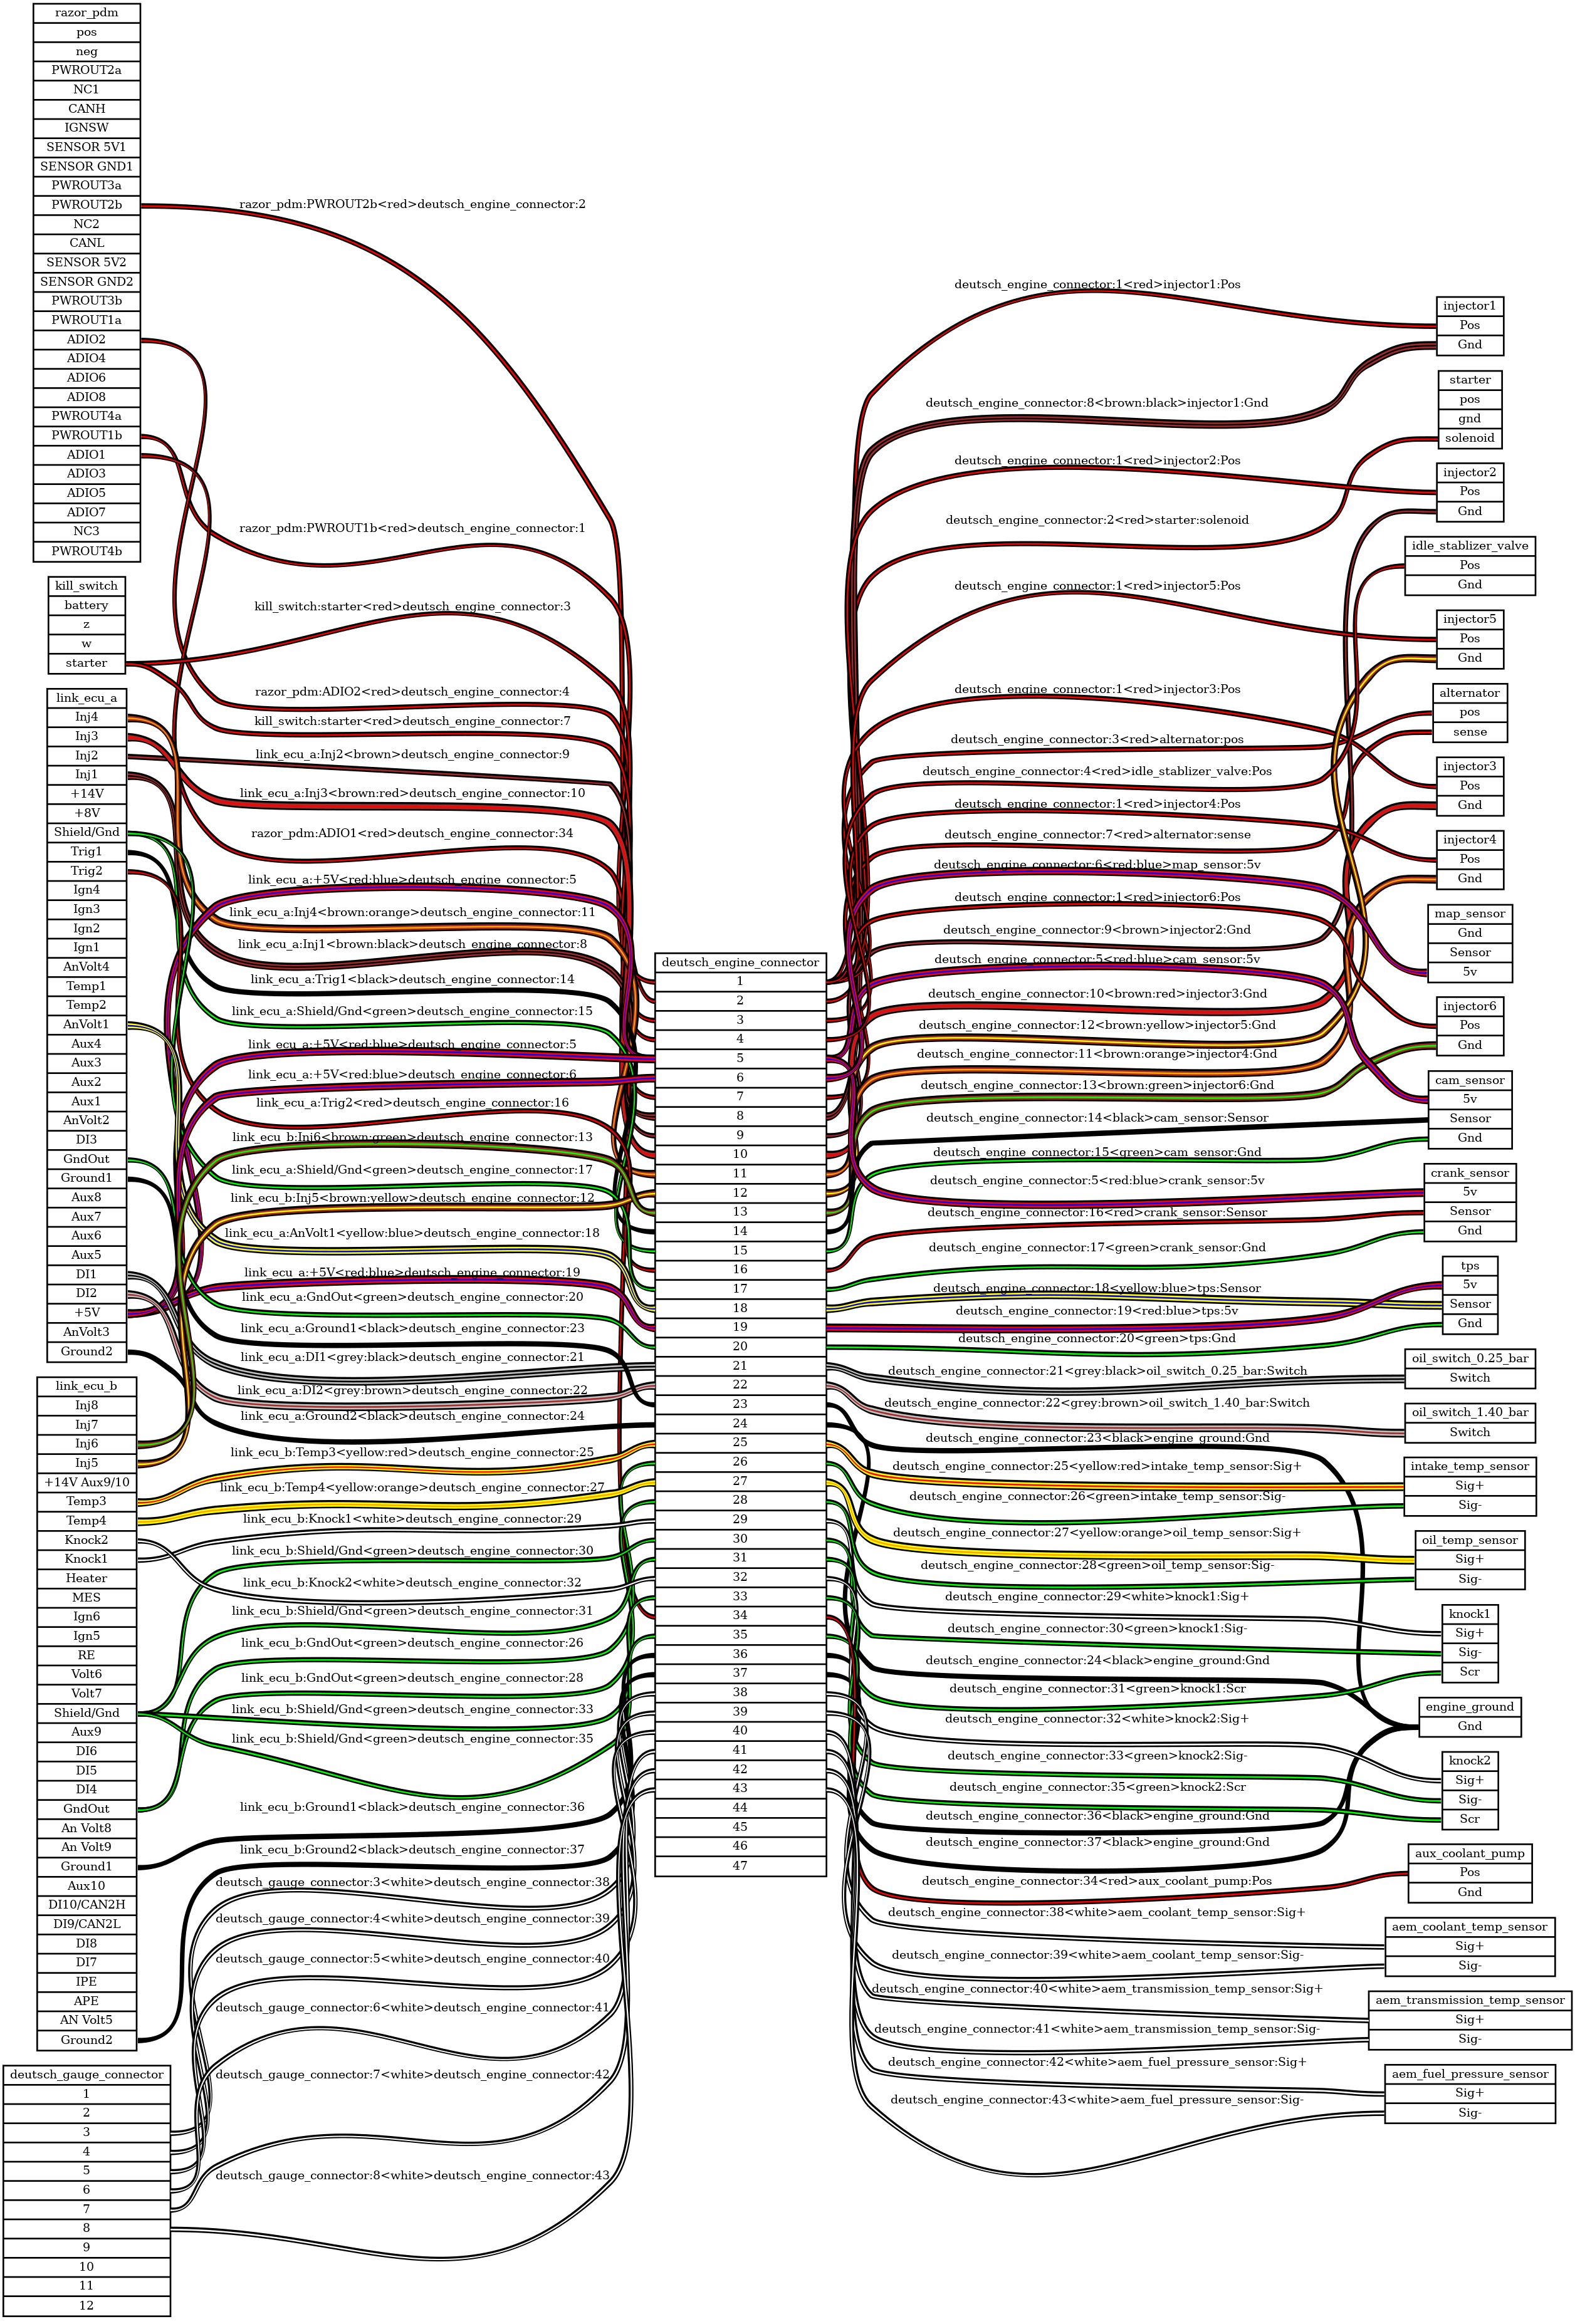 razor_pdm
pos
neg
PWROUT2a
NC1
CANH
IGNSW
SENSOR 5V1
SENSOR GND1
PWROUT3a
PWROUT2b
NC2
CANL
SENSOR 5V2
SENSOR GND2
PWROUT3b
PWROUT1a
ADIO2
ADIO4
ADIO6
ADIO8
PWROUT4a
PWROUT1b
ADIO1
ADIO3
ADIO5
ADIO7
NC3
PWROUT4b
kill_switch
battery
z
w
starter
link_ecu_a
Inj4
Inj3
Inj2
Inj1
+14V
+8V
Shield/Gnd
Trig1
Trig2
Ign4
Ign3
Ign2
Ign1
AnVolt4
Temp1
Temp2
AnVolt1
Aux4
Aux3
Aux2
Aux1
AnVolt2
DI3
GndOut
Ground1
Aux8
Aux7
Aux6
Aux5
DI1
DI2
+5V
AnVolt3
Ground2
link_ecu_b
Inj8
Inj7
Inj6
Inj5
+14V Aux9/10
Temp3
Temp4
Knock2
Knock1
Heater
MES
Ign6
Ign5
RE
Volt6
Volt7
Shield/Gnd
Aux9
DI6
DI5
DI4
GndOut
An Volt8
An Volt9
Ground1
Aux10
DI10/CAN2H
DI9/CAN2L
DI8
DI7
IPE
APE
AN Volt5
Ground2
deutsch_gauge_connector
1
2
3
4
5
6
7
8
9
10
11
12
razor_pdm:PWROUT2b<red>deutsch_engine_connector:2
razor_pdm:PWROUT1b<red>deutsch_engine_connector:1
kill_switch:starter<red>deutsch_engine_connector:3
razor_pdm:ADIO2<red>deutsch_engine_connector:4
kill_switch:starter<red>deutsch_engine_connector:7
link_ecu_a:Inj2<brown>deutsch_engine_connector:9
link_ecu_a:Inj3<brown:red>deutsch_engine_connector:10
razor_pdm:ADIO1<red>deutsch_engine_connector:34
link_ecu_a:+5V<red:blue>deutsch_engine_connector:5
link_ecu_a:Inj4<brown:orange>deutsch_engine_connector:11
link_ecu_a:Inj1<brown:black>deutsch_engine_connector:8
link_ecu_a:Trig1<black>deutsch_engine_connector:14
link_ecu_a:Shield/Gnd<green>deutsch_engine_connector:15
link_ecu_a:+5V<red:blue>deutsch_engine_connector:5
link_ecu_a:+5V<red:blue>deutsch_engine_connector:6
link_ecu_a:Trig2<red>deutsch_engine_connector:16
link_ecu_b:Inj6<brown:green>deutsch_engine_connector:13
link_ecu_a:Shield/Gnd<green>deutsch_engine_connector:17
link_ecu_b:Inj5<brown:yellow>deutsch_engine_connector:12
link_ecu_a:AnVolt1<yellow:blue>deutsch_engine_connector:18
link_ecu_a:+5V<red:blue>deutsch_engine_connector:19
link_ecu_a:GndOut<green>deutsch_engine_connector:20
link_ecu_a:Ground1<black>deutsch_engine_connector:23
link_ecu_a:DI1<grey:black>deutsch_engine_connector:21
link_ecu_a:DI2<grey:brown>deutsch_engine_connector:22
link_ecu_a:Ground2<black>deutsch_engine_connector:24
link_ecu_b:Temp3<yellow:red>deutsch_engine_connector:25
link_ecu_b:Temp4<yellow:orange>deutsch_engine_connector:27
link_ecu_b:Knock1<white>deutsch_engine_connector:29
link_ecu_b:Shield/Gnd<green>deutsch_engine_connector:30
link_ecu_b:Knock2<white>deutsch_engine_connector:32
link_ecu_b:Shield/Gnd<green>deutsch_engine_connector:31
link_ecu_b:GndOut<green>deutsch_engine_connector:26
link_ecu_b:GndOut<green>deutsch_engine_connector:28
link_ecu_b:Shield/Gnd<green>deutsch_engine_connector:33
link_ecu_b:Shield/Gnd<green>deutsch_engine_connector:35
link_ecu_b:Ground1<black>deutsch_engine_connector:36
link_ecu_b:Ground2<black>deutsch_engine_connector:37
deutsch_gauge_connector:3<white>deutsch_engine_connector:38
deutsch_gauge_connector:4<white>deutsch_engine_connector:39
deutsch_gauge_connector:5<white>deutsch_engine_connector:40
deutsch_gauge_connector:6<white>deutsch_engine_connector:41
deutsch_gauge_connector:7<white>deutsch_engine_connector:42
deutsch_gauge_connector:8<white>deutsch_engine_connector:43
deutsch_engine_connector
1
2
3
4
5
6
7
8
9
10
11
12
13
14
15
16
17
18
19
20
21
22
23
24
25
26
27
28
29
30
31
32
33
34
35
36
37
38
39
40
41
42
43
44
45
46
47
deutsch_engine_connector:1<red>injector1:Pos
deutsch_engine_connector:8<brown:black>injector1:Gnd
deutsch_engine_connector:1<red>injector2:Pos
deutsch_engine_connector:2<red>starter:solenoid
deutsch_engine_connector:1<red>injector5:Pos
deutsch_engine_connector:1<red>injector3:Pos
deutsch_engine_connector:3<red>alternator:pos
deutsch_engine_connector:4<red>idle_stablizer_valve:Pos
deutsch_engine_connector:1<red>injector4:Pos
deutsch_engine_connector:7<red>alternator:sense
deutsch_engine_connector:6<red:blue>map_sensor:5v
deutsch_engine_connector:1<red>injector6:Pos
deutsch_engine_connector:9<brown>injector2:Gnd
deutsch_engine_connector:5<red:blue>cam_sensor:5v
deutsch_engine_connector:10<brown:red>injector3:Gnd
deutsch_engine_connector:12<brown:yellow>injector5:Gnd
deutsch_engine_connector:11<brown:orange>injector4:Gnd
deutsch_engine_connector:13<brown:green>injector6:Gnd
deutsch_engine_connector:14<black>cam_sensor:Sensor
deutsch_engine_connector:15<green>cam_sensor:Gnd
deutsch_engine_connector:5<red:blue>crank_sensor:5v
deutsch_engine_connector:16<red>crank_sensor:Sensor
deutsch_engine_connector:17<green>crank_sensor:Gnd
deutsch_engine_connector:18<yellow:blue>tps:Sensor
deutsch_engine_connector:19<red:blue>tps:5v
deutsch_engine_connector:20<green>tps:Gnd
deutsch_engine_connector:21<grey:black>oil_switch_0.25_bar:Switch
deutsch_engine_connector:22<grey:brown>oil_switch_1.40_bar:Switch
deutsch_engine_connector:23<black>engine_ground:Gnd
deutsch_engine_connector:25<yellow:red>intake_temp_sensor:Sig+
deutsch_engine_connector:26<green>intake_temp_sensor:Sig-
deutsch_engine_connector:27<yellow:orange>oil_temp_sensor:Sig+
deutsch_engine_connector:28<green>oil_temp_sensor:Sig-
deutsch_engine_connector:29<white>knock1:Sig+
deutsch_engine_connector:30<green>knock1:Sig-
deutsch_engine_connector:24<black>engine_ground:Gnd
deutsch_engine_connector:31<green>knock1:Scr
deutsch_engine_connector:32<white>knock2:Sig+
deutsch_engine_connector:33<green>knock2:Sig-
deutsch_engine_connector:35<green>knock2:Scr
deutsch_engine_connector:36<black>engine_ground:Gnd
deutsch_engine_connector:37<black>engine_ground:Gnd
deutsch_engine_connector:34<red>aux_coolant_pump:Pos
deutsch_engine_connector:38<white>aem_coolant_temp_sensor:Sig+
deutsch_engine_connector:39<white>aem_coolant_temp_sensor:Sig-
deutsch_engine_connector:40<white>aem_transmission_temp_sensor:Sig+
deutsch_engine_connector:41<white>aem_transmission_temp_sensor:Sig-
deutsch_engine_connector:42<white>aem_fuel_pressure_sensor:Sig+
deutsch_engine_connector:43<white>aem_fuel_pressure_sensor:Sig-
injector1
Pos
Gnd
starter
pos
gnd
solenoid
injector2
Pos
Gnd
idle_stablizer_valve
Pos
Gnd
injector5
Pos
Gnd
alternator
pos
sense
injector3
Pos
Gnd
injector4
Pos
Gnd
map_sensor
Gnd
Sensor
5v
injector6
Pos
Gnd
cam_sensor
5v
Sensor
Gnd
crank_sensor
5v
Sensor
Gnd
tps
5v
Sensor
Gnd
oil_switch_0.25_bar
Switch
oil_switch_1.40_bar
Switch
intake_temp_sensor
Sig+
Sig-
oil_temp_sensor
Sig+
Sig-
knock1
Sig+
Sig-
Scr
engine_ground
Gnd
knock2
Sig+
Sig-
Scr
aux_coolant_pump
Pos
Gnd
aem_coolant_temp_sensor
Sig+
Sig-
aem_transmission_temp_sensor
Sig+
Sig-
aem_fuel_pressure_sensor
Sig+
Sig-